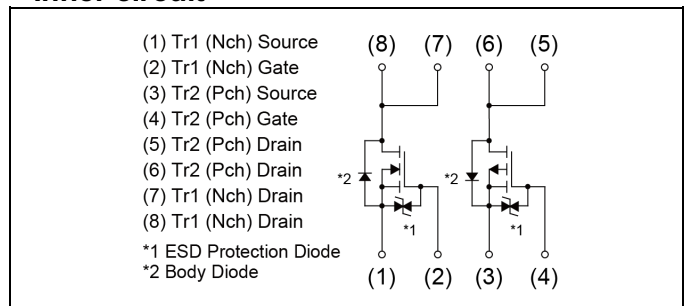 (1) Tr1 (Nch) Source
(2) Tr1 (Nch) Gate
(3) Tr2 (Pch) Source
(4) Tr2 (Pch) Gate
(5) Tr2 (Pch) Drain
(6) Tr2 (Pch) Drain
(7) Tr1 (Nch) Drain
(8) Tr1 (Nch) Drain
*1 ESD Protection Diode
*2 Body Diode
(8) (7) (6) (5)
*2 *2
*1 *1
(1) (2) (3) (4)